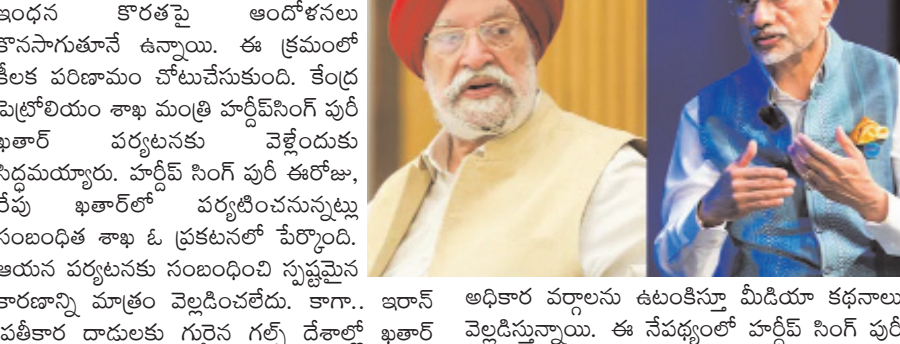 ఇంధన కొరతపై ఆందోళనలు
కొనసాగుతూనే ఉన్నాయి. ఈ క్రమంలో
కీలక పరిణామం చోటుచేసుకుంది. కేంద్ర
పెట్రోలియం శాఖ మంత్రి హర్దీప్‌సింగ్ పురీ
ఖతార్ పర్యటనకు వెళ్లేందుకు
సిద్ధమయ్యారు. హర్దీప్ సింగ్ పురీ ఈరోజు,
రేపు ఖతార్‌లో పర్యటించనున్నట్లు
సంబంధిత శాఖ ఓ ప్రకటనలో పేర్కొంది.
ఆయన పర్యటనకు సంబంధించి స్పష్టమైన
కారణాన్ని మాత్రం వెల్లడించలేదు. కాగా.. ఇరాన్
ప్రతీకార దాడులకు గురైన గల్ఫ్ దేశాల్లో ఖతార్
అధికార వర్గాలను ఉటంకిస్తూ మీడియా కథనాలు
వెల్లడిస్తున్నాయి. ఈ నేపథ్యంలో హర్దీప్ సింగ్ పురీ